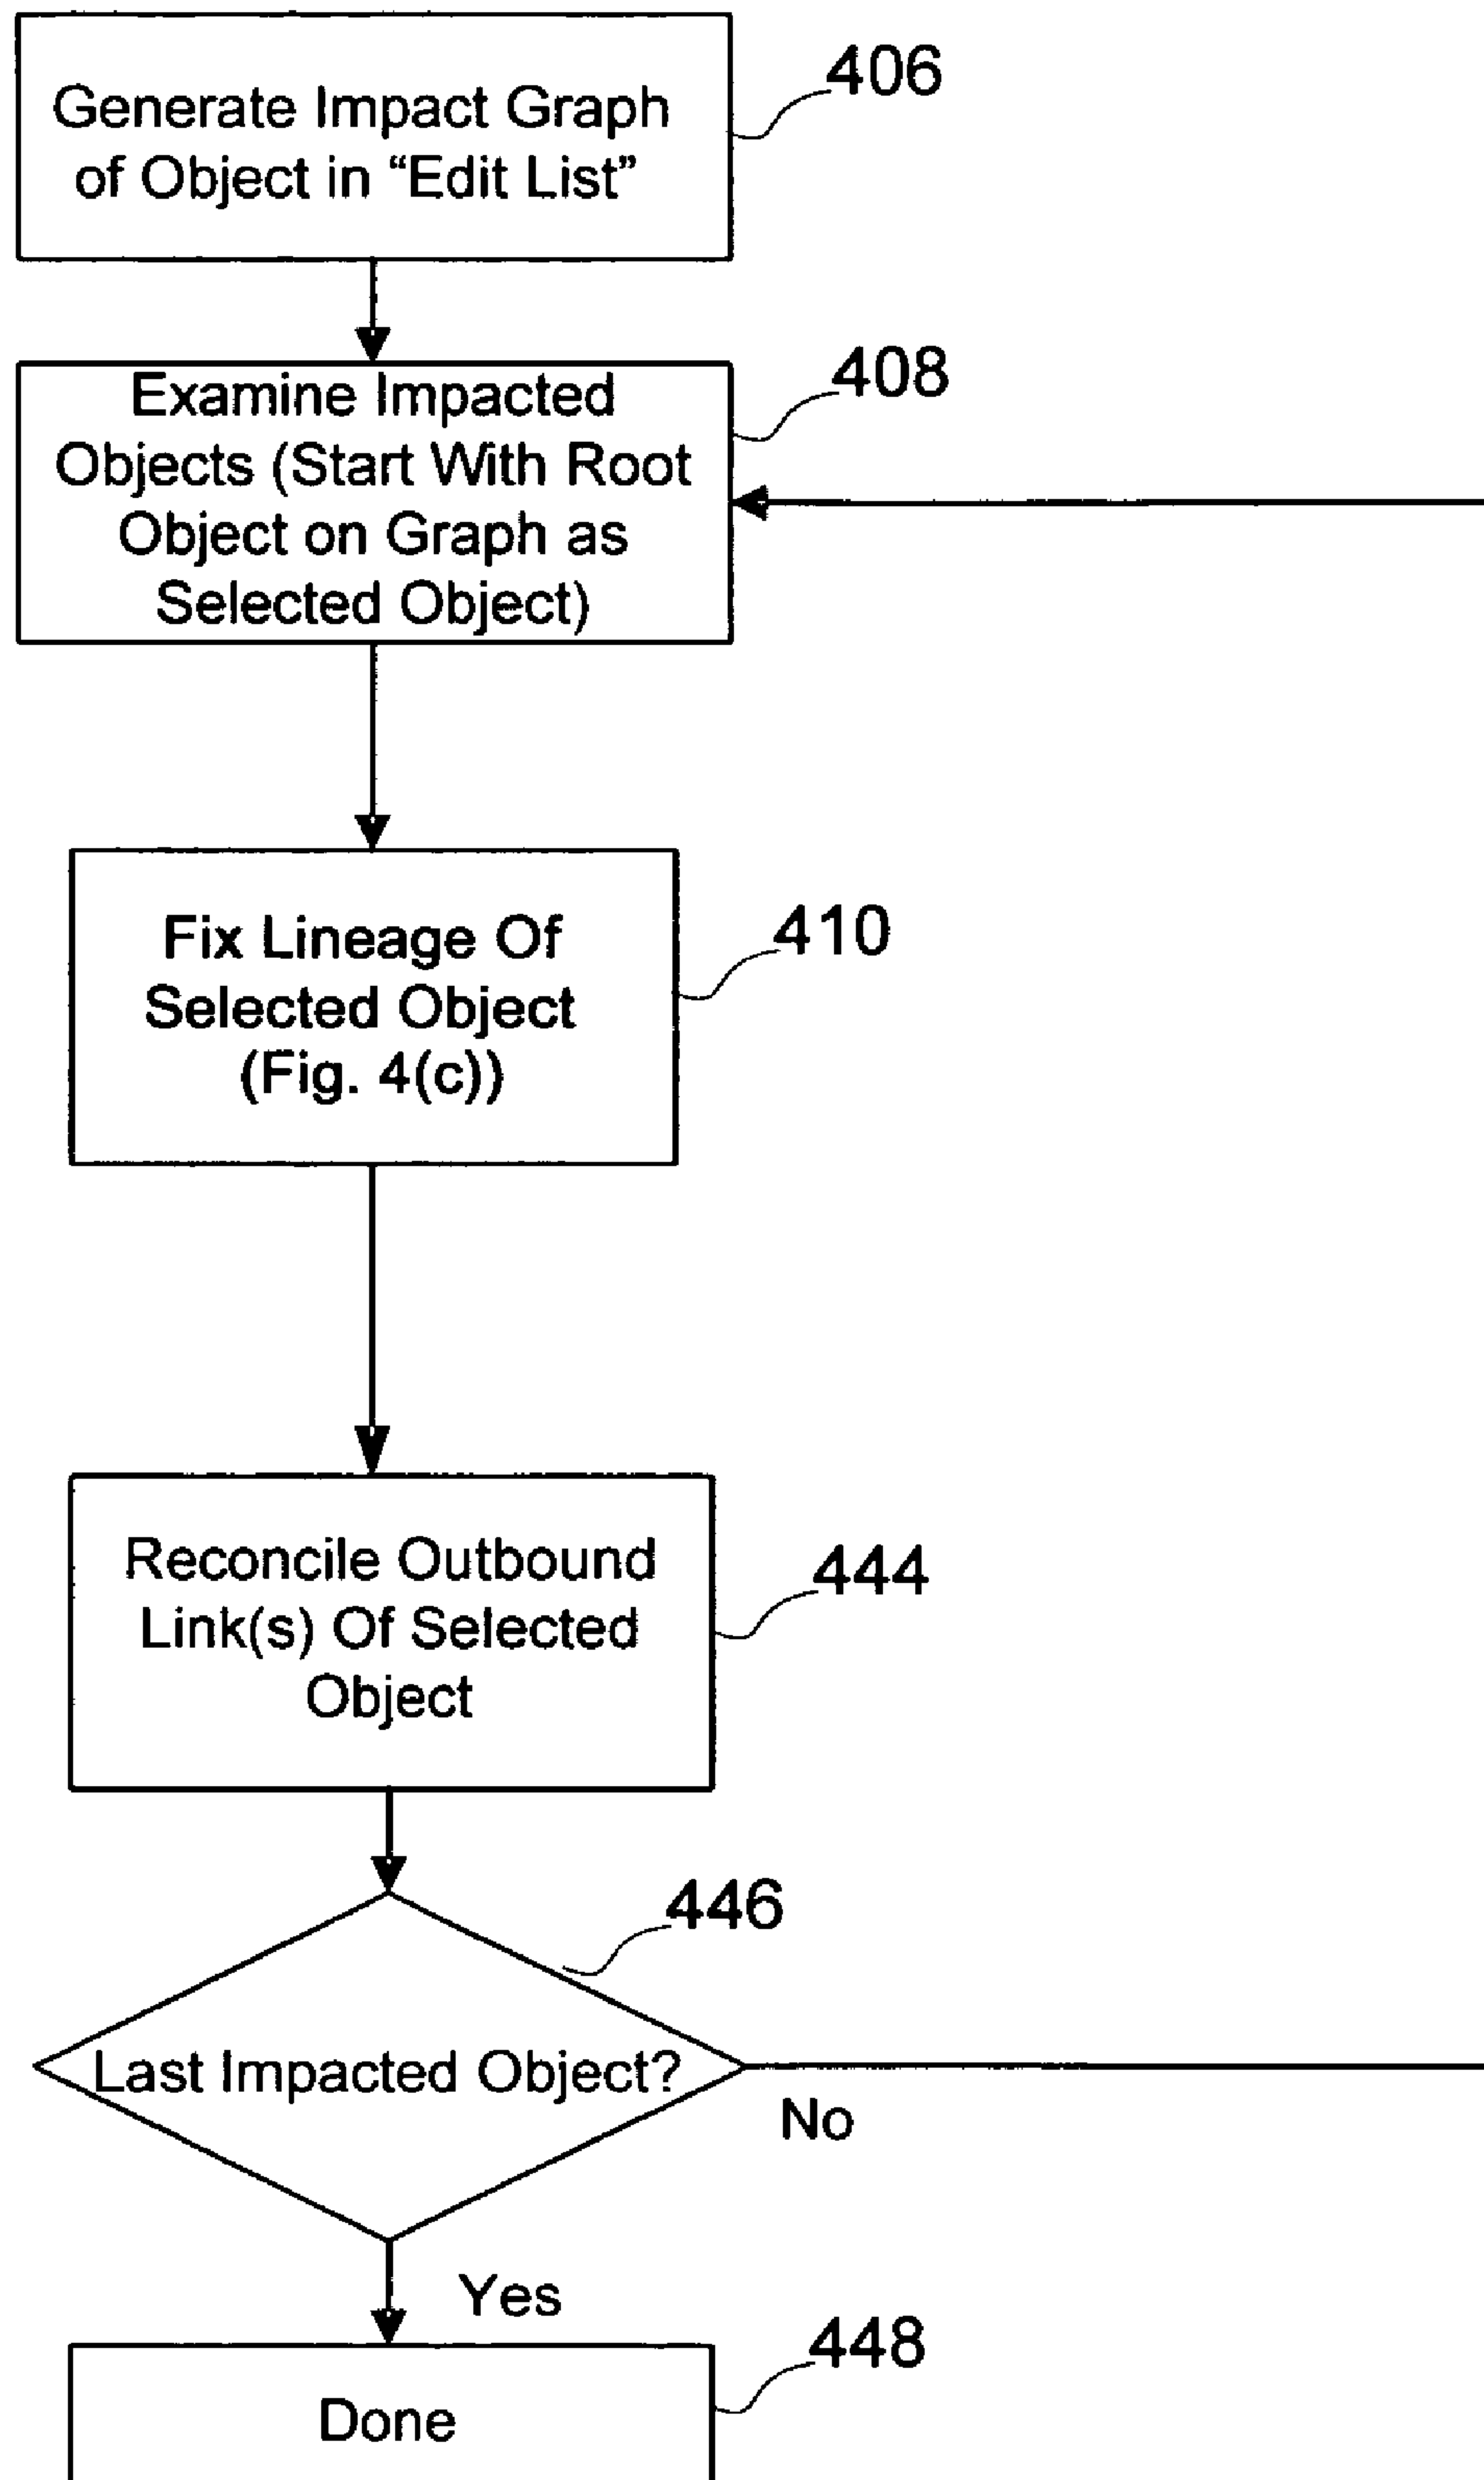 Generate Impact Graph
of Object in “Edit List”
406
Examine Impacted
Objects (Start With Root
Object on Graph as
Selected Object)
408
Fix Lineage Of
Selected Object
(Fig. 4(c))
410
Reconcile Outbound
Link(s) Of Selected
Object
444
446
Last Impacted Object?
No
Yes
448
Done